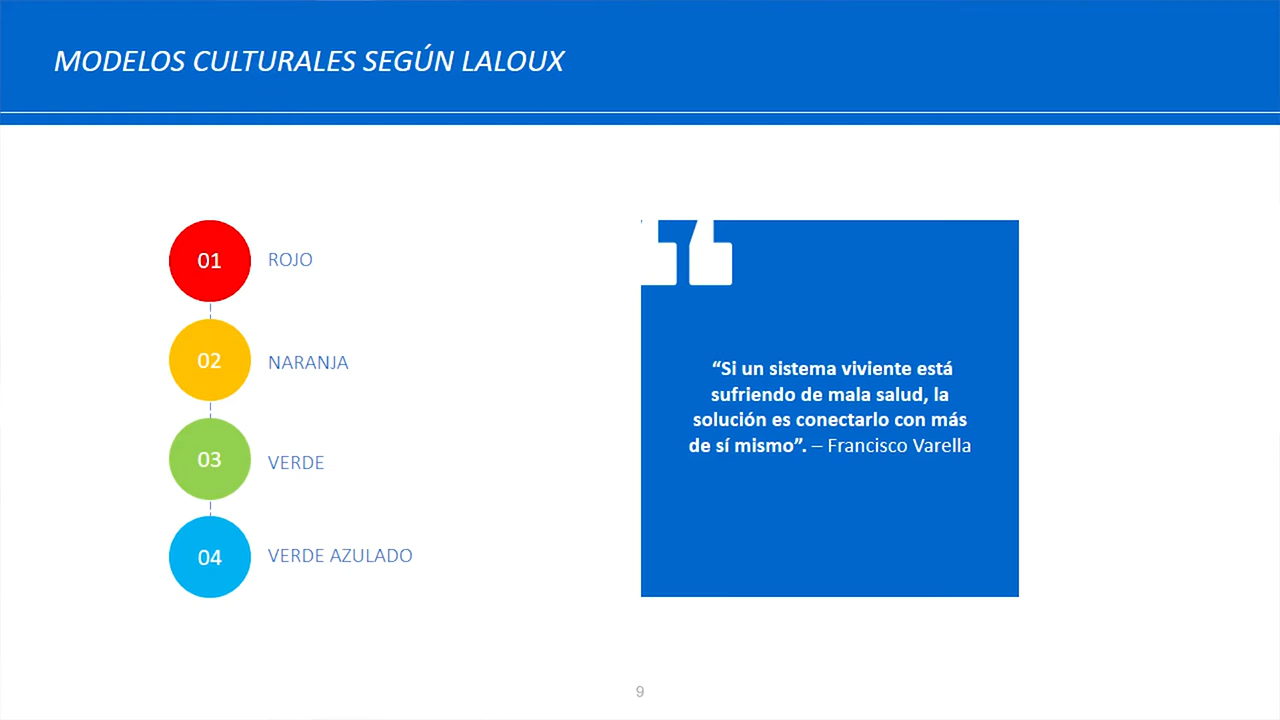 MODELOS CULTURALES SEGÚN LALOUX
01
ROJO
02
NARANJA
03
VERDE
04
VERDE AZULADO
“Si un sistema viviente está
sufriendo de mala salud, la
solución es conectarlo con más
de sí mismo”. – Francisco Varella
9